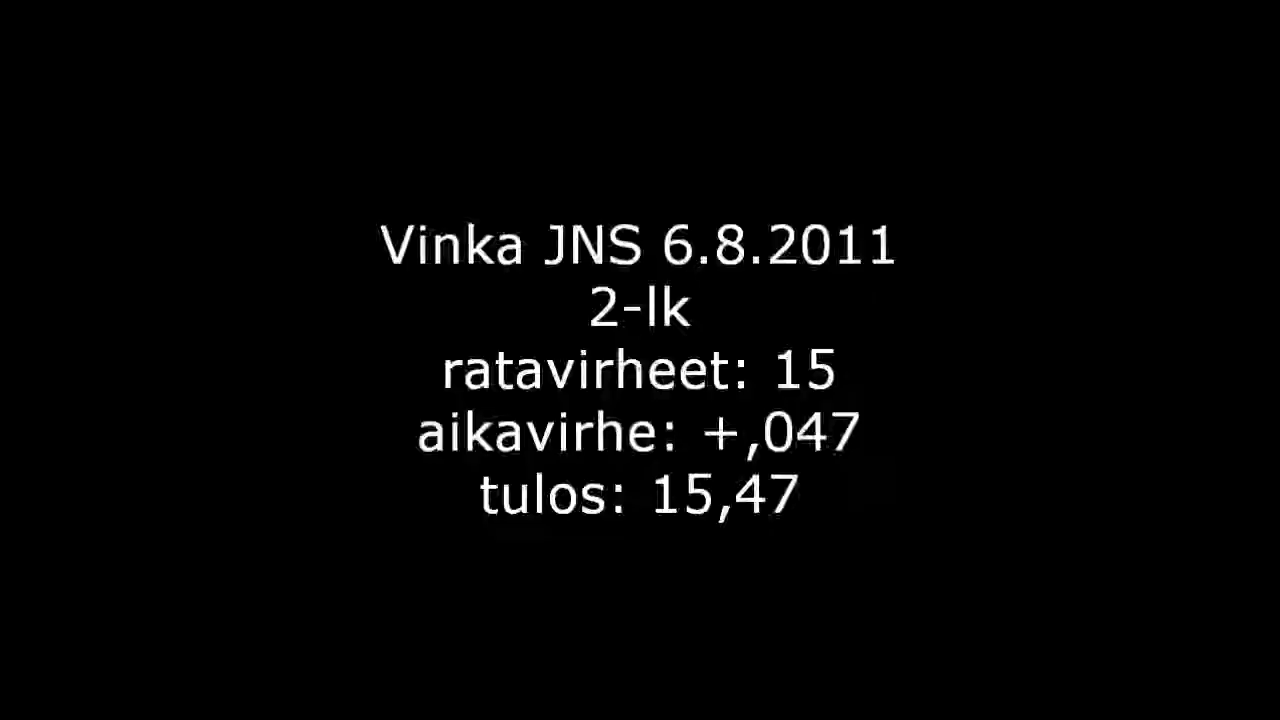 Vinka JNS 6.8.2011
2-lk
ratavirheet: 15
aikavirhe: +,047
tulos: 15,47